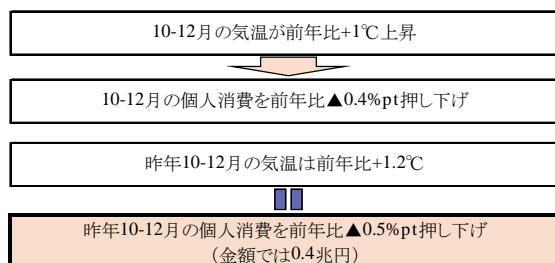 10-12月の気温が前年比+1℃上昇
10-12月の個人消費を前年比▲0.4%pt押し下げ
昨年10-12月の気温は前年比+1.2℃
昨年10-12月の個人消費を前年比▲0.5%pt押し下げ
（金額では0.4兆円）